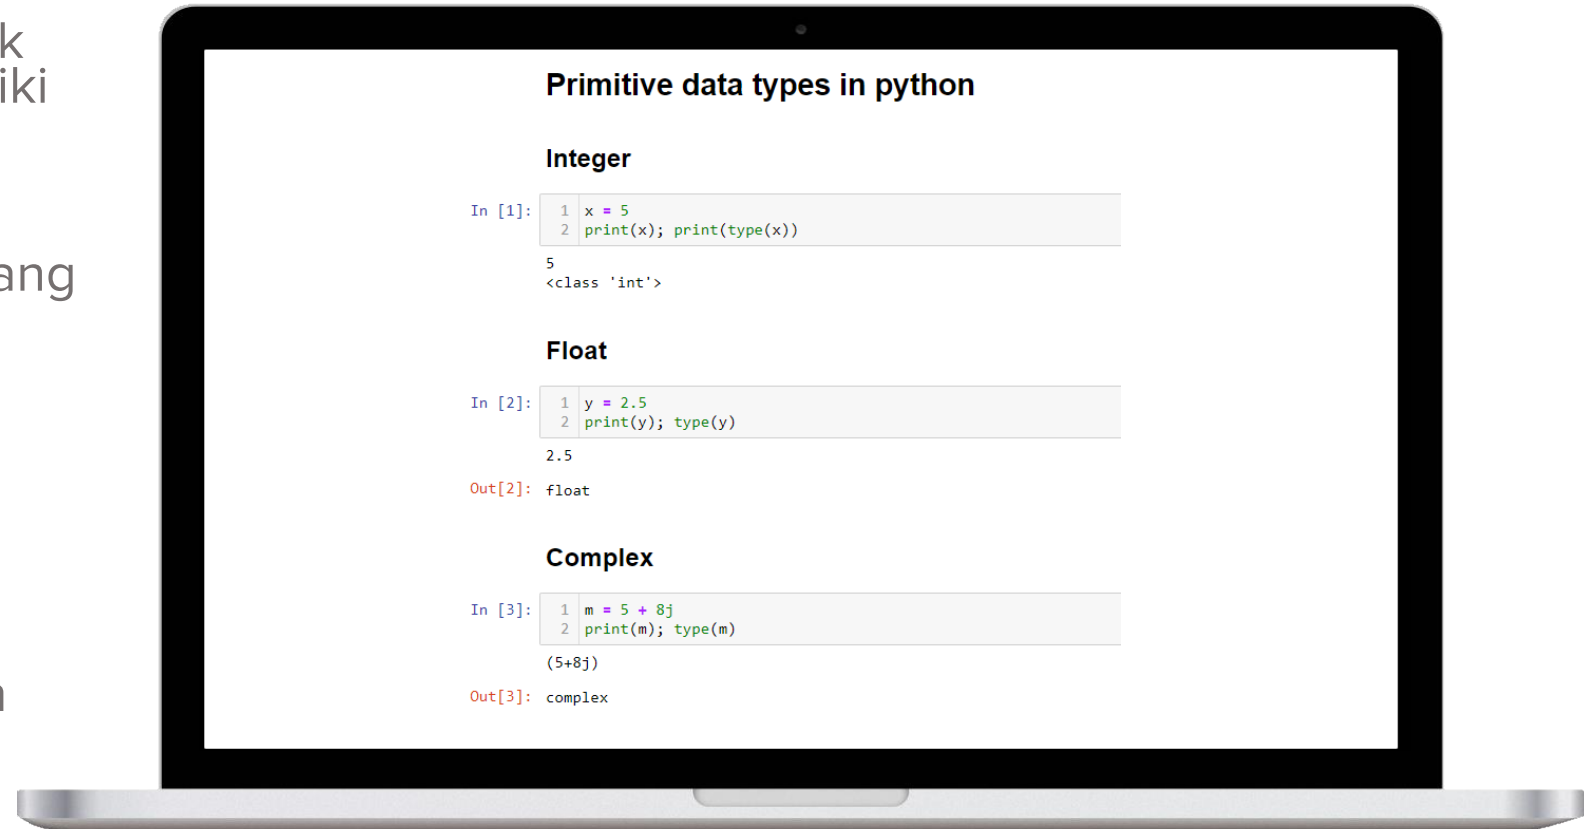 Primitive data types in python
Integer
In [1]:
1 x = 5
2 print(x); print(type(x))
5
<class 'int'>
Float
In [2]:
1 y = 2.5
2 print(y); type(y)
2.5
Out[2]: float
Complex
In [3]:
1 m = 5 + 8j
2 print(m); type(m)
(5+8j)
Out[3]: complex